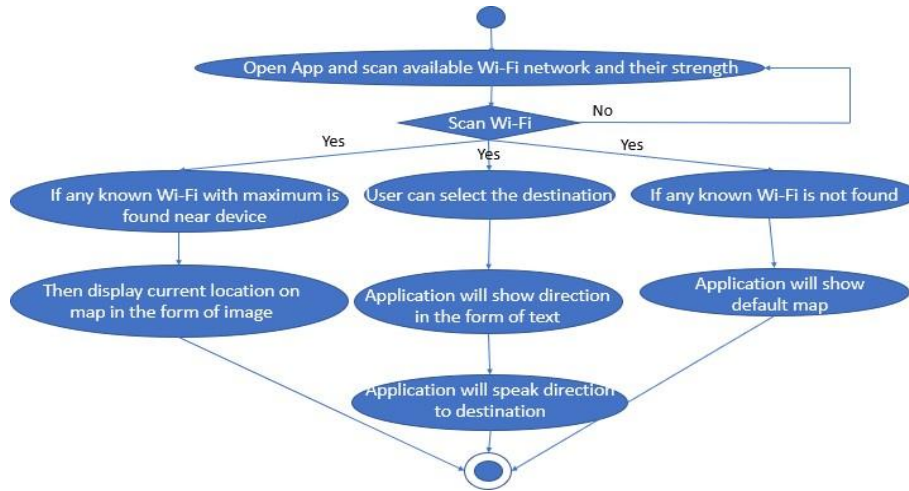 Open App and scan available Wi-Fi network and their strength
Scan Wi-Fi
No
Yes
Yes
Yes
If any known Wi-Fi with maximum is
found near device
User can select the destination
If any known Wi-Fi is not found
Then display current location on
map in the form of image
Application will show direction
in the form of text
Application will show
default map
Application will speak direction
to destination